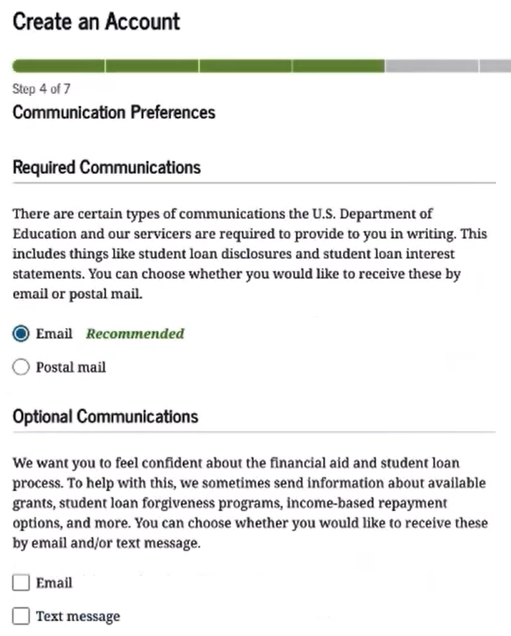 Create an Account
Step 4 of 7
Communication Preferences
Required Communications
There are certain types of communications the U.S. Department of
Education and our servicers are required to provide to you in writing. This
includes things like student loan disclosures and student loan interest
statements. You can choose whether you would like to receive these by
email or postal mail.
Email Recommended
Postal mail
Optional Communications
We want you to feel confident about the financial aid and student loan
process. To help with this, we sometimes send information about available
grants, student loan forgiveness programs, income-based repayment
options, and more. You can choose whether you would like to receive these
by email and/or text message.
Email
Text message